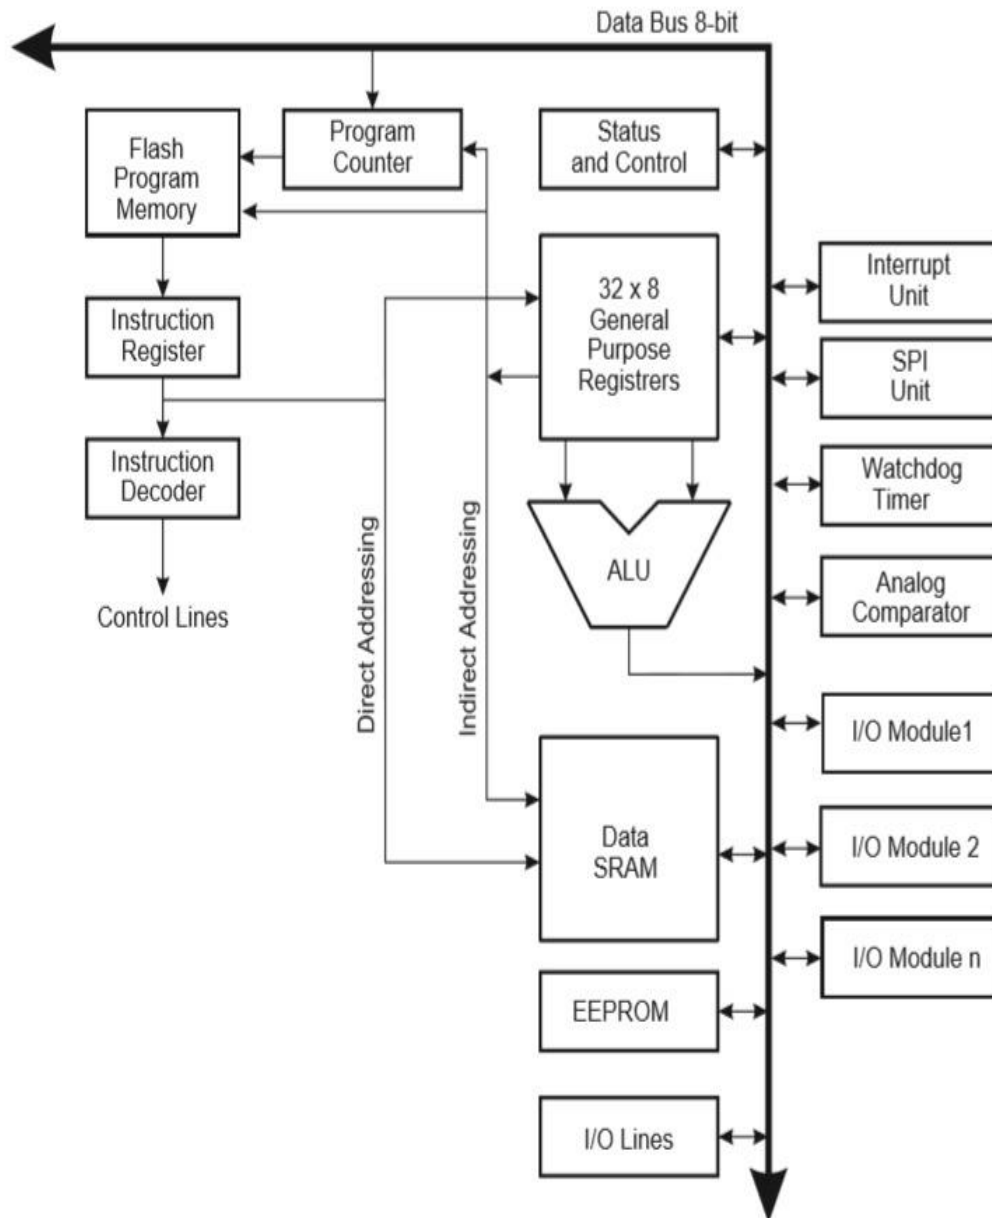 Data Bus 8-bit
Flash
Program
Memory
Program
Counter
Status
and Control
Instruction
Register
32 x 8
General
Purpose
Registrers
Interrupt
Unit
SPI
Unit
Instruction
Decoder
Watchdog
Timer
Control Lines
Direct Addressing
Indirect Addressing
ALU
Analog
Comparator
I/O Module1
Data
SRAM
I/O Module 2
I/O Module n
EEPROM
I/O Lines